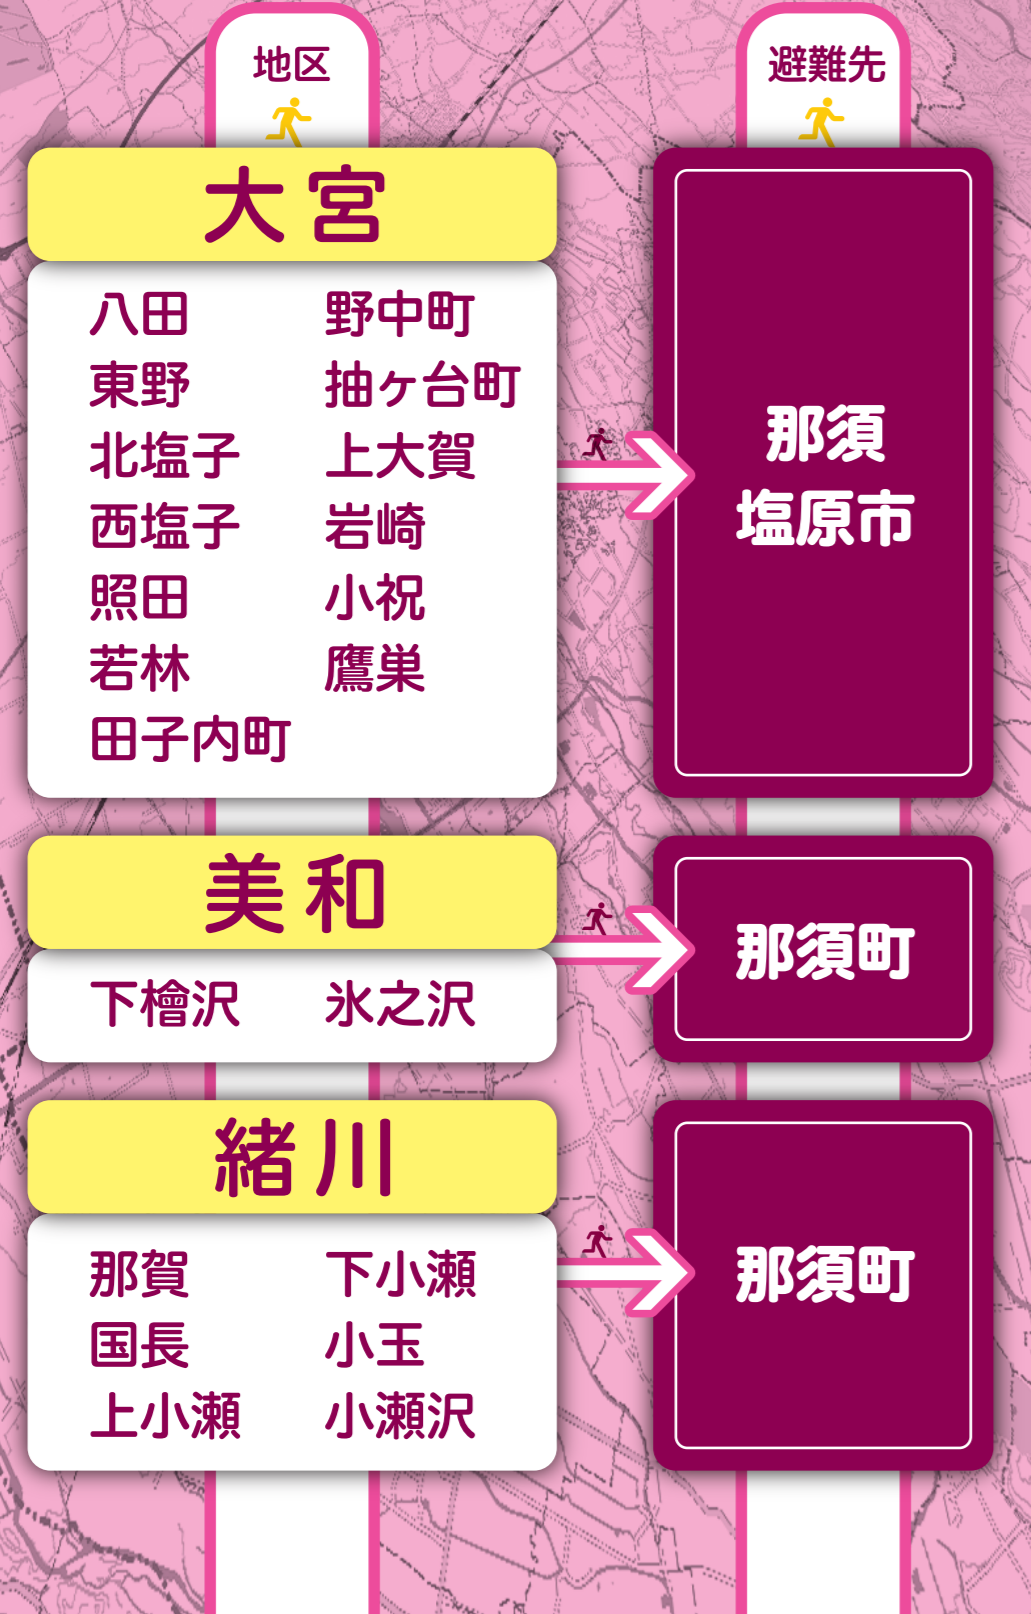 地区
避難先
大宮
八田
野中町
東野
抽ヶ台町
北塩子
上大賀
西塩子
岩崎
照田
小祝
若林
鷹巣
田子内町
那須
塩原市
美和
下檜沢
氷之沢
那須町
緒川
那賀
下小瀬
国長
小玉
上小瀬
小瀬沢
那須町